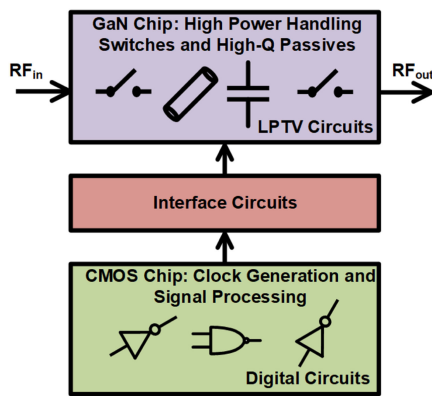 GaN Chip: High Power Handling
Switches and High-Q Passives
RFin
RFout
LPTV Circuits
Interface Circuits
CMOS Chip: Clock Generation and
Signal Processing
Digital Circuits